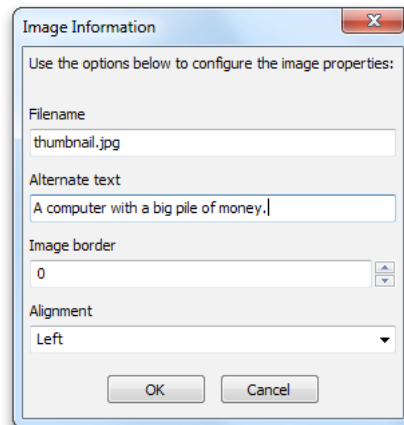 Image Information
Use the options below to configure the image properties:
Filename
thumbnail.jpg
Alternate text
A computer with a big pile of money.
Image border
0
Alignment
Left
OK Cancel